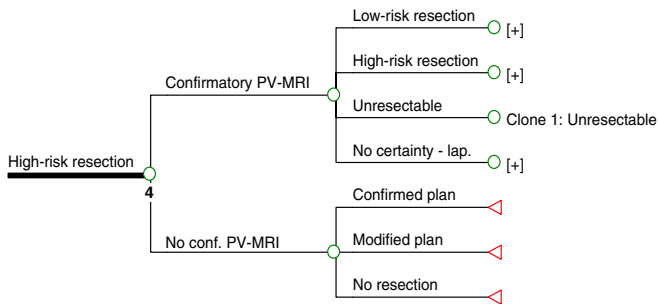 Low-risk resection
[+]
High-risk resection
[+]
Confirmatory PV-MRI
Unresectable
Clone 1: Unresectable
No certainty - lap.
[+]
High-risk resection
4
Confirmed plan
No conf. PV-MRI
Modified plan
No resection